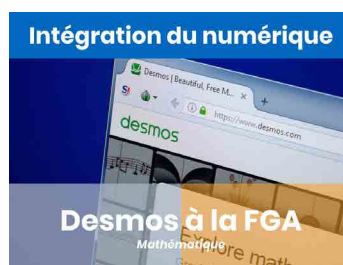 Intégration du numérique
Desmos | Beautiful, Free M...
https://www.desmos.com
desmos
Desmos à la FGA
Mathématique
Explore math